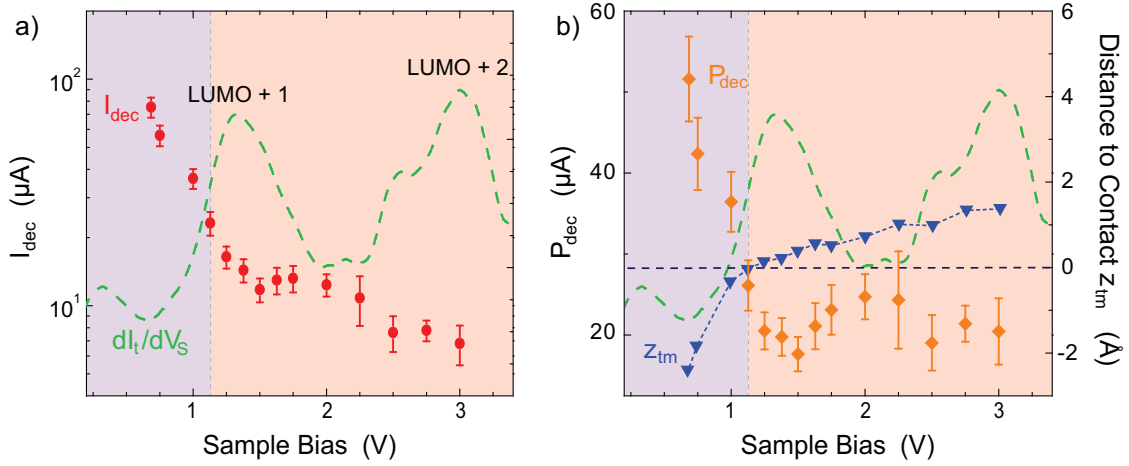 a)
10²
10¹
I_dec (µA)
I_dec
LUMO + 1
LUMO + 2
dI_t/dV_S
1
2
3
Sample Bias (V)
b)
60
40
20
P_dec (µA)
P_dec
z_tm
6
4
2
0
-2
Distance to Contact z_tm (Å)
1
2
3
Sample Bias (V)